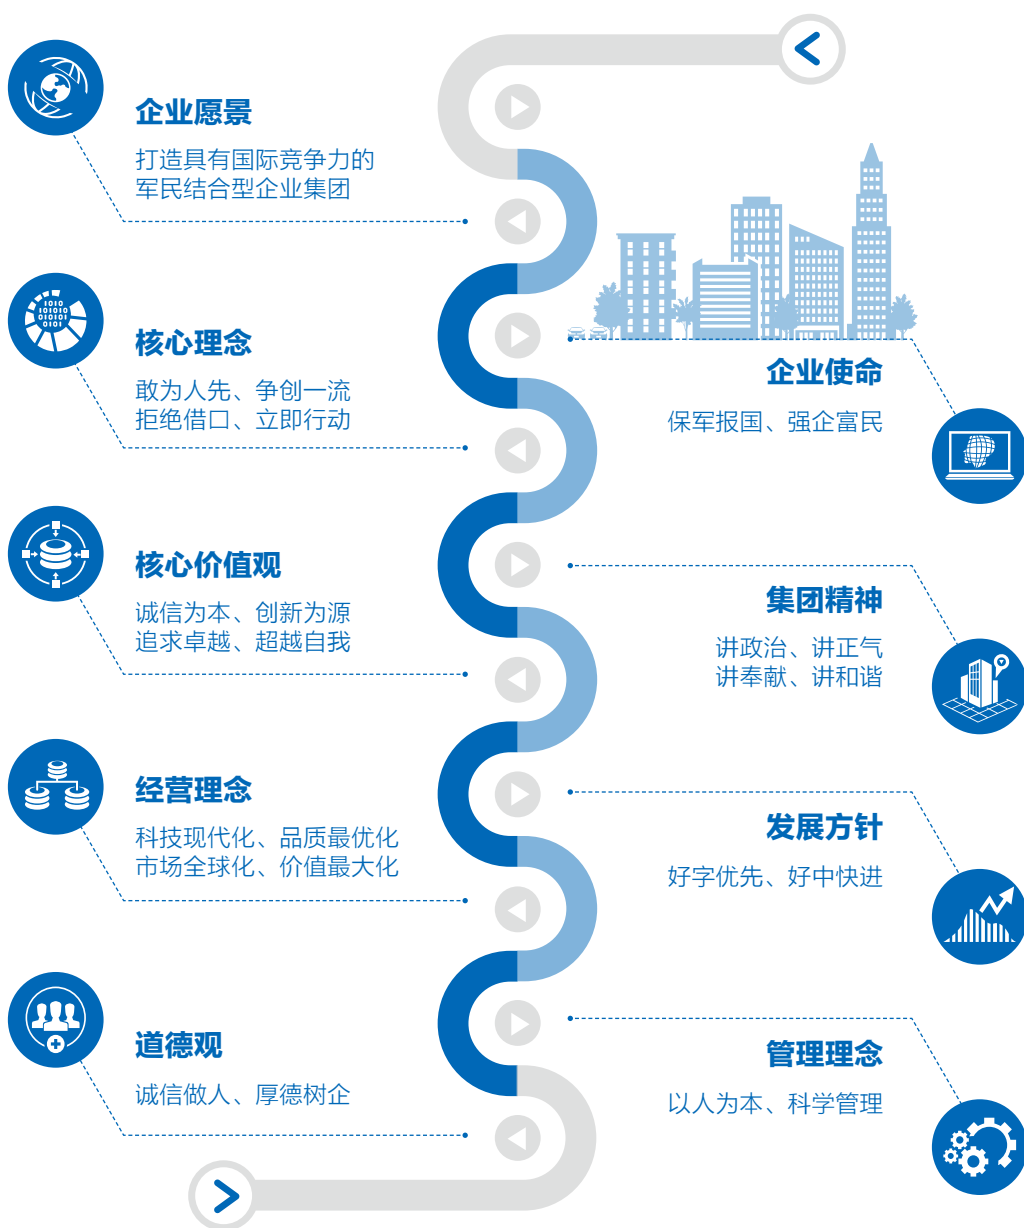 企业愿景
打造具有国际竞争力的
军民结合型企业集团
核心理念
敢为人先、争创一流
拒绝借口、立即行动
核心价值观
诚信为本、创新为源
追求卓越、超越自我
经营理念
科技现代化、品质最优化
市场全球化、价值最大化
道德观
诚信做人、厚德树企
企业使命
保军报国、强企富民
集团精神
讲政治、讲正气
讲奉献、讲和谐
发展方针
好字优先、好中快进
管理理念
以人为本、科学管理
1010
101010
010101
0101